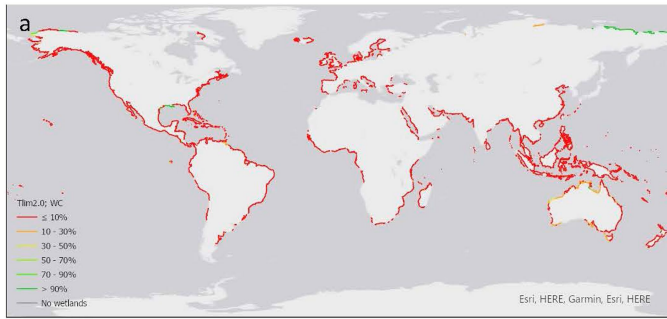 a
Tlim2.0; WC
≤ 10%
10 - 30%
30 - 50%
50 - 70%
70 - 90%
> 90%
No wetlands
Esri, HERE, Garmin, Esri, HERE